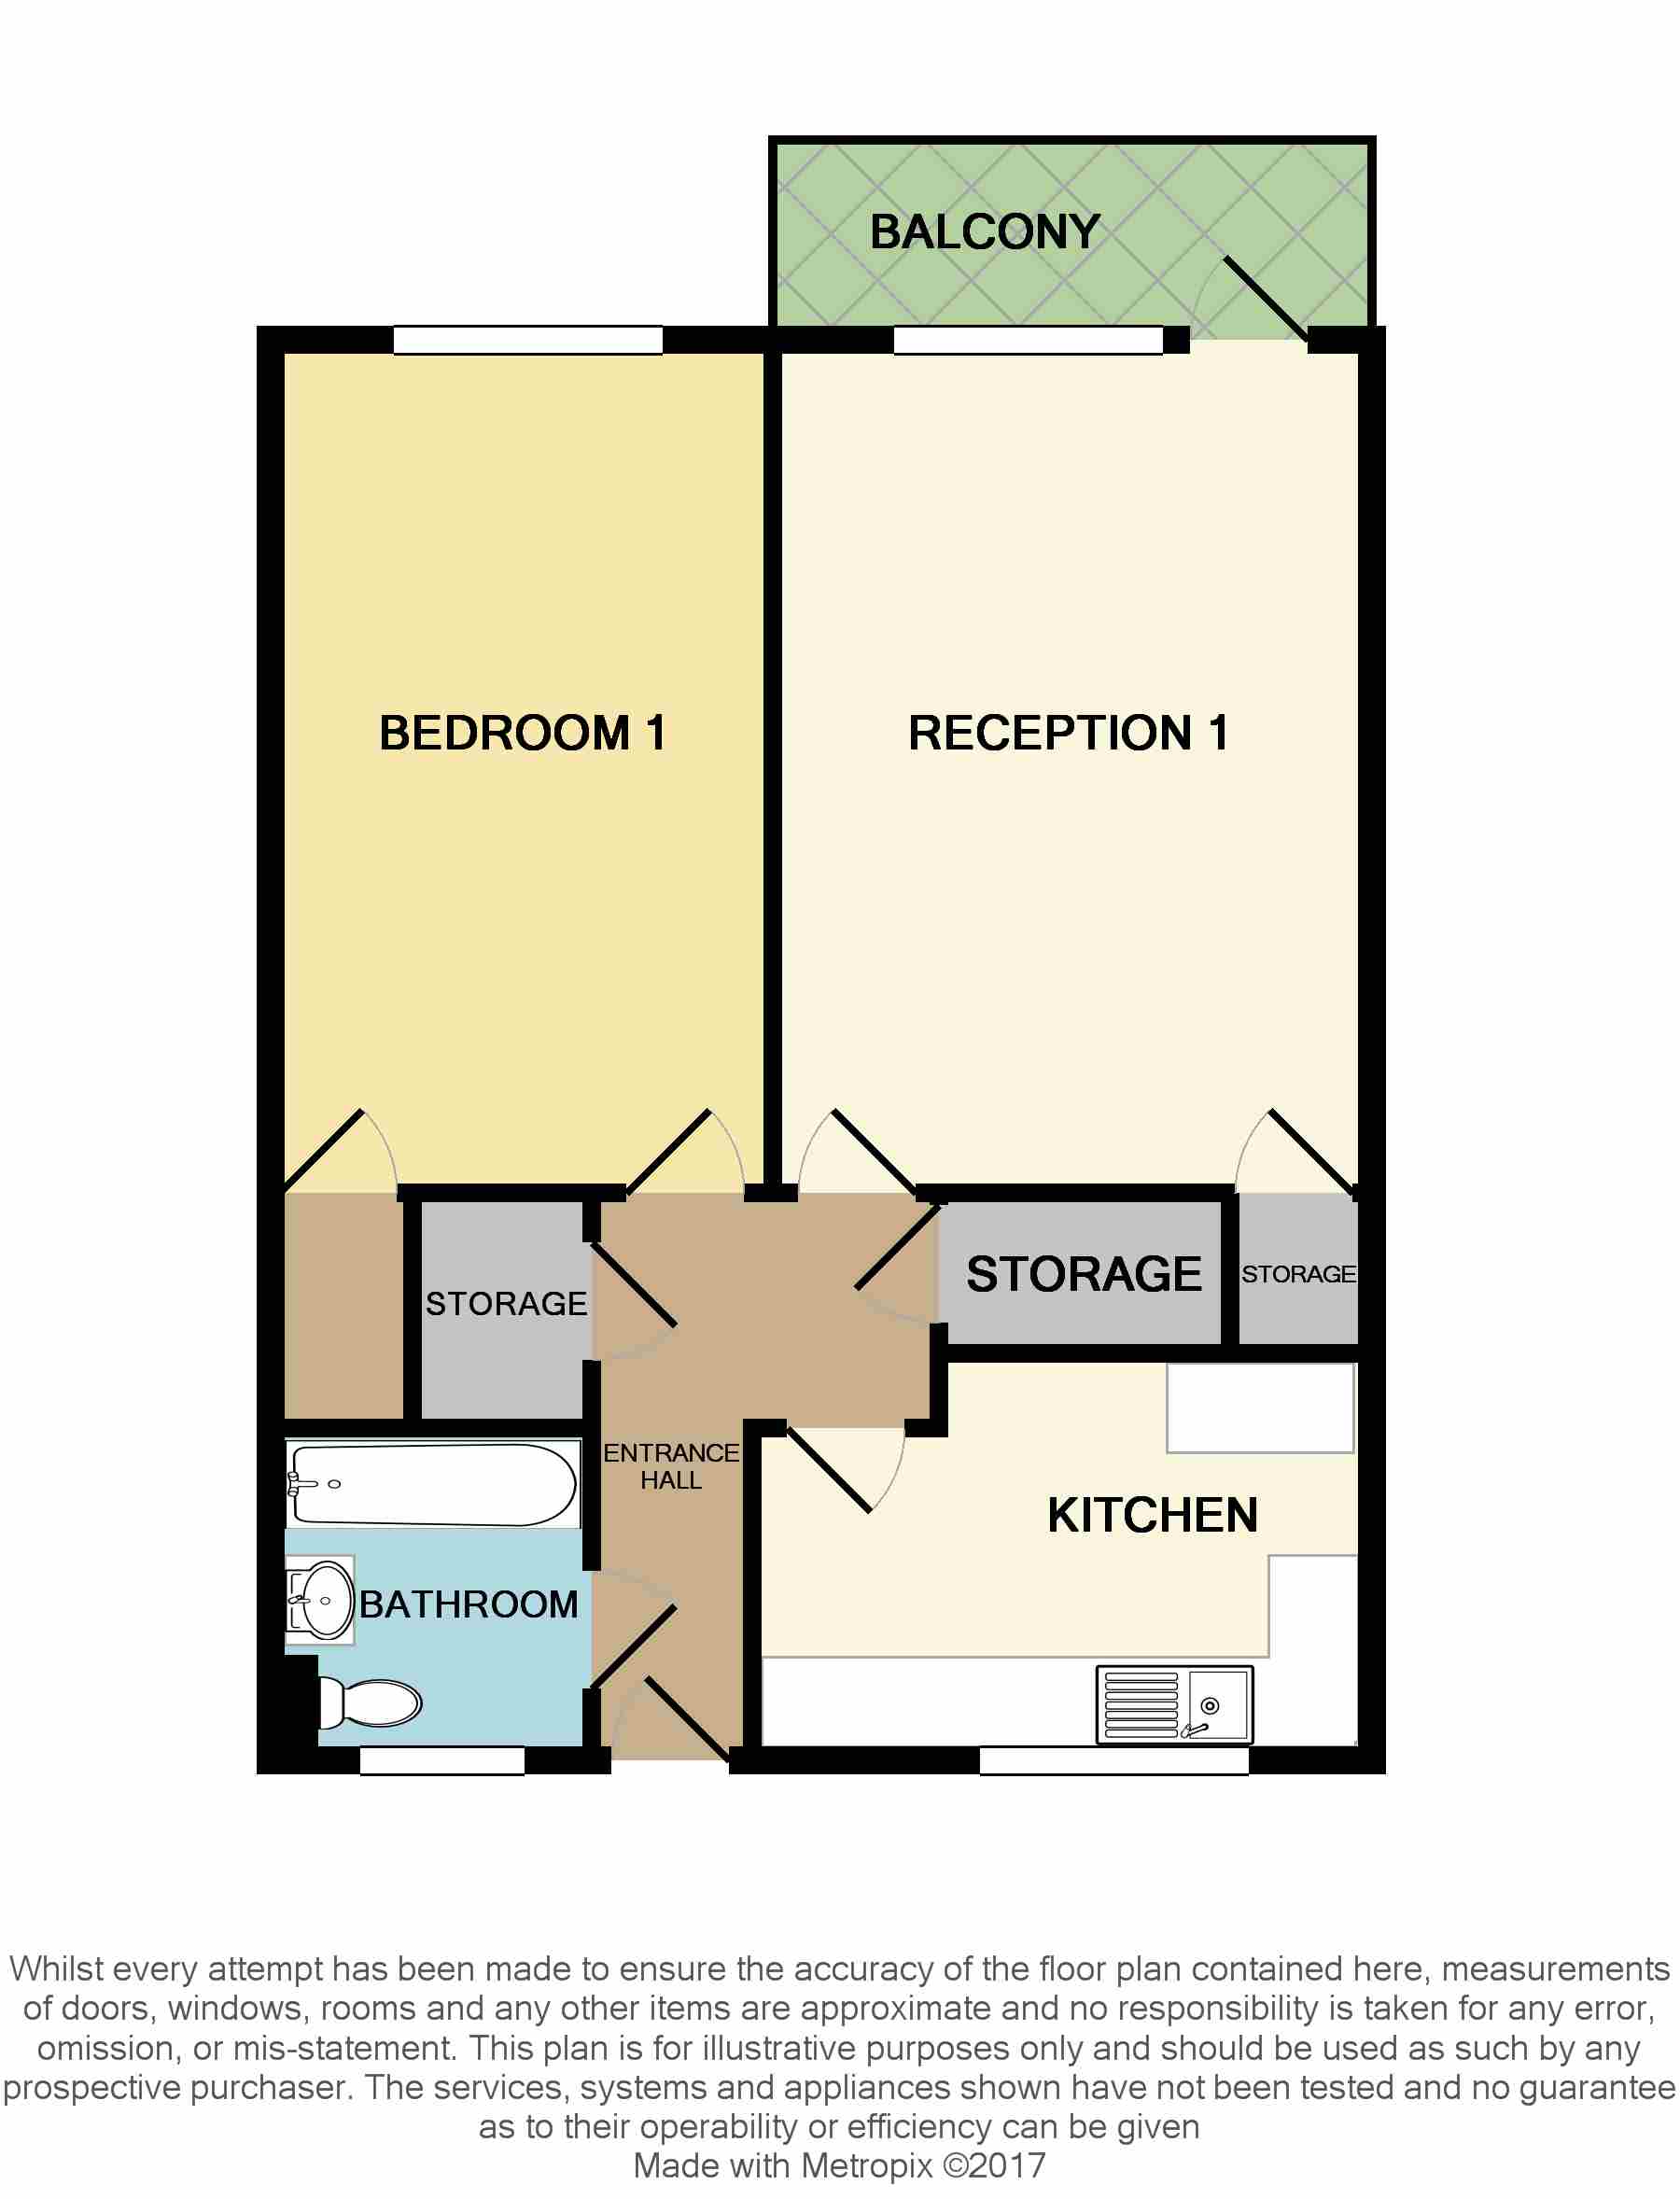 BALCONY
BEDROOM 1
RECEPTION 1
STORAGE
STORAGE
STORAGE
ENTRANCE
HALL
KITCHEN
BATHROOM
Whilst every attempt has been made to ensure the accuracy of the floor plan contained here, measurements
of doors, windows, rooms and any other items are approximate and no responsibility is taken for any error,
omission, or mis-statement. This plan is for illustrative purposes only and should be used as such by any
prospective purchaser. The services, systems and appliances shown have not been tested and no guarantee
as to their operability or efficiency can be given
Made with Metropix ©2017